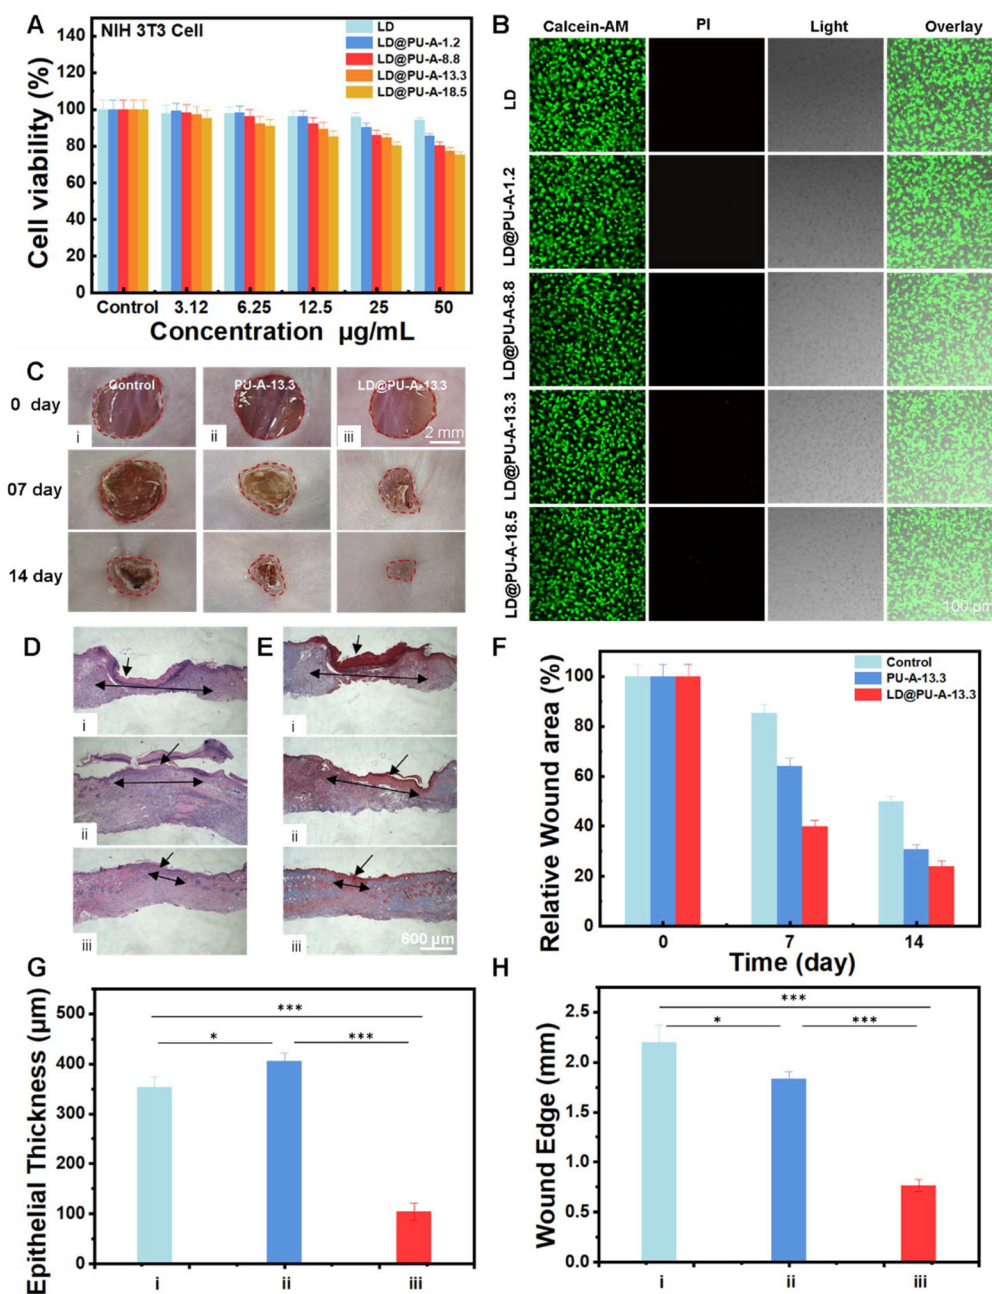 A
NIH 3T3 Cell
LD
LD@PU-A-1.2
LD@PU-A-8.8
LD@PU-A-13.3
LD@PU-A-18.5
Cell viability (%)
140
120
100
80
60
40
20
0
Control 3.12 6.25 12.5 25 50
Concentration µg/mL
B
Calcein-AM PI Light Overlay
LD
LD@PU-A-1.2
LD@PU-A-8.8
LD@PU-A-13.3
LD@PU-A-18.5
100 µm
C
Control PU-A-13.3 LD@PU-A-13.3
0 day
i ii iii
2 mm
07 day
14 day
D
i
ii
iii
E
i
ii
iii
600 µm
F
Control
PU-A-13.3
LD@PU-A-13.3
Relative Wound area (%)
100
80
60
40
20
0
0 7 14
Time (day)
G
Epithelial Thickness (µm)
500
400
300
200
100
0
***
* ***
i ii iii
H
Wound Edge (mm)
2.5
2.0
1.5
1.0
0.5
0.0
***
* ***
i ii iii